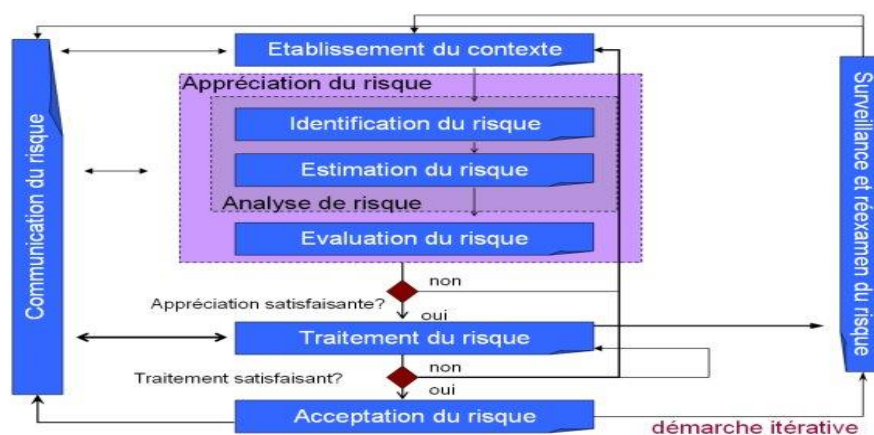 Etablissement du contexte
Appréciation du risque
Identification du risque
Estimation du risque
Analyse de risque
Evaluation du risque
non
Appréciation satisfaisante?
oui
Traitement du risque
non
Traitement satisfaisant?
oui
Acceptation du risque
démarche itérative
Communication du risque
Surveillance et réexamen du risque